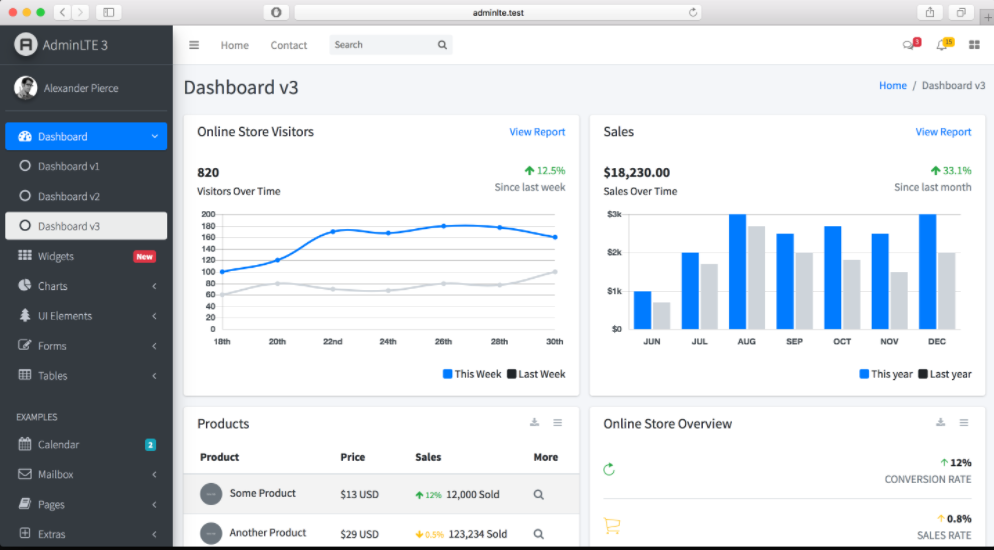 adminlte.test
AdminLTE 3
Home Contact Search
3
15
Alexander Pierce
Dashboard v3
Home / Dashboard v3
Dashboard
Dashboard v1
Dashboard v2
Dashboard v3
Widgets New
Charts
UI Elements
Forms
Tables
EXAMPLES
Calendar 2
Mailbox
Pages
Extras
Online Store Visitors View Report
820 12.5%
Visitors Over Time Since last week
200
180
160
140
120
100
80
60
40
20
0
18th 20th 22nd 24th 26th 28th 30th
This Week Last Week
Sales View Report
$18,230.00 33.1%
Sales Over Time Since last month
$3k
$2k
$1k
$0
JUN JUL AUG SEP OCT NOV DEC
This year Last year
Products
Product Price Sales More
Some Product $13 USD 12% 12,000 Sold
Another Product $29 USD 0.5% 123,234 Sold
Online Store Overview
12%
CONVERSION RATE
0.8%
SALES RATE